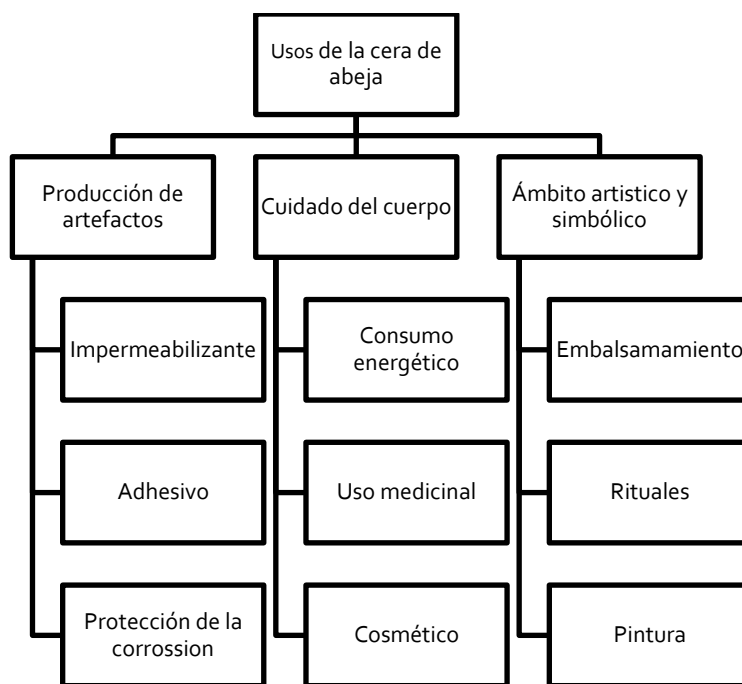 Usos de la cera de
abeja
Producción de
artefactos
Cuidado del cuerpo
Ámbito artistico y
simbólico
Impermeabilizante
Consumo
energético
Embalsamamiento
Adhesivo
Uso medicinal
Rituales
Protección de la
corrossion
Cosmético
Pintura